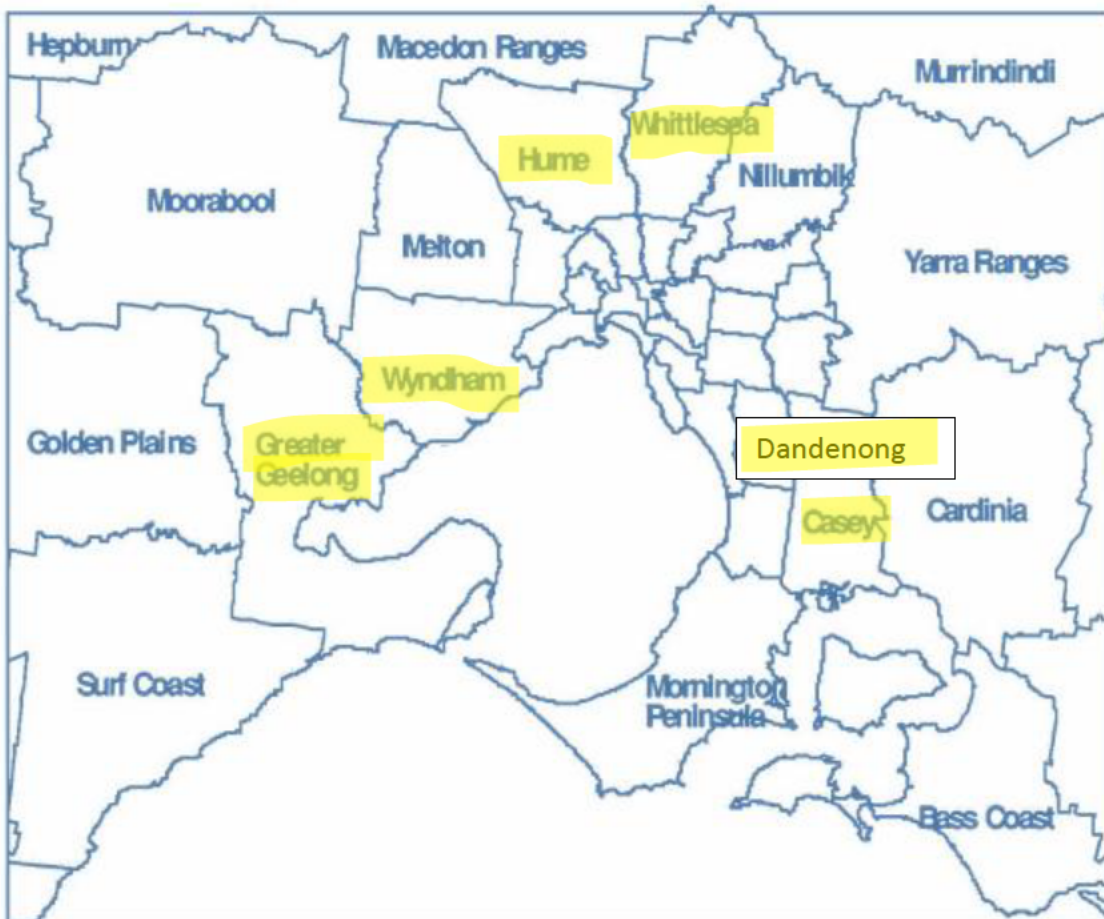 Hepburn
Macedon Ranges
Murrindindi
Whittlesea
Hume
Nillumbik
Moorabool
Melton
Yarra Ranges
Wyndham
Golden Plains
Greater
Geelong
Dandenong
Casey
Cardinia
Surf Coast
Mornington
Peninsula
Bass Coast